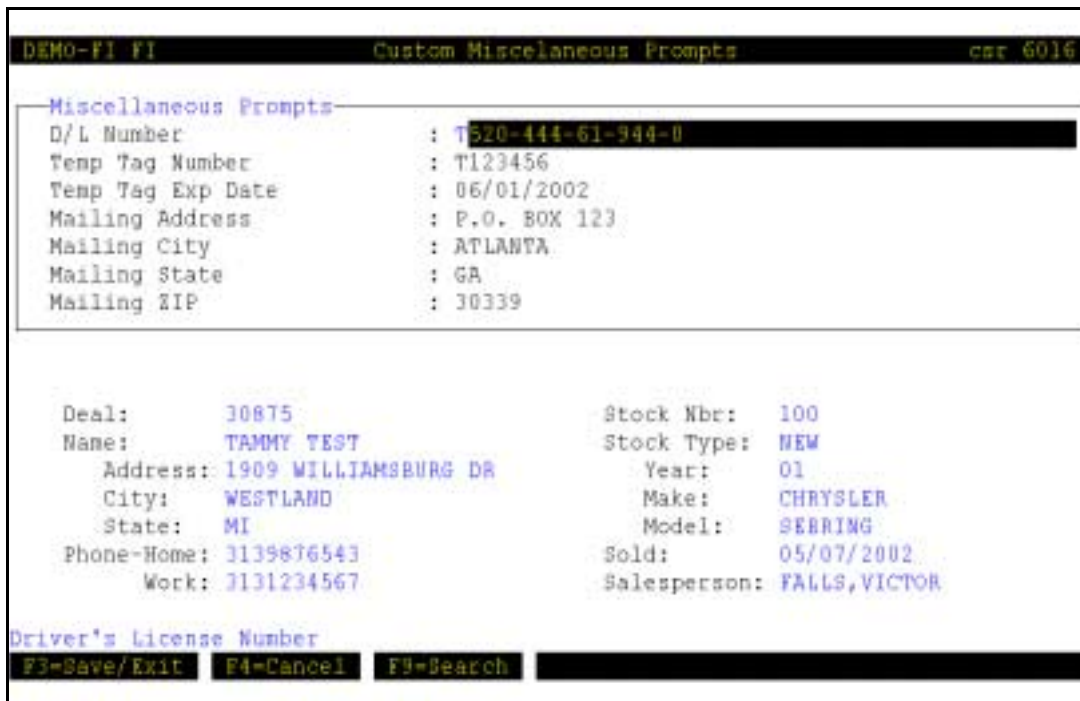 DEMO-FI FI Custom Miscelaneous Prompts csr 6016
Miscellaneous Prompts
D/L Number : T520-444-61-944-0
Temp Tag Number : T123456
Temp Tag Exp Date : 06/01/2002
Mailing Address : P.O. BOX 123
Mailing City : ATLANTA
Mailing State : GA
Mailing ZIP : 30339
Deal: 30875 Stock Nbr: 100
Name: TAMMY TEST Stock Type: NEW
Address: 1909 WILLIAMSBURG DR Year: 01
City: WESTLAND Make: CHRYSLER
State: MI Model: SEBRING
Phone-Home: 3139876543 Sold: 05/07/2002
Work: 3131234567 Salesperson: FALLS,VICTOR
Driver's License Number
F3=Save/Exit F4=Cancel F9=Search